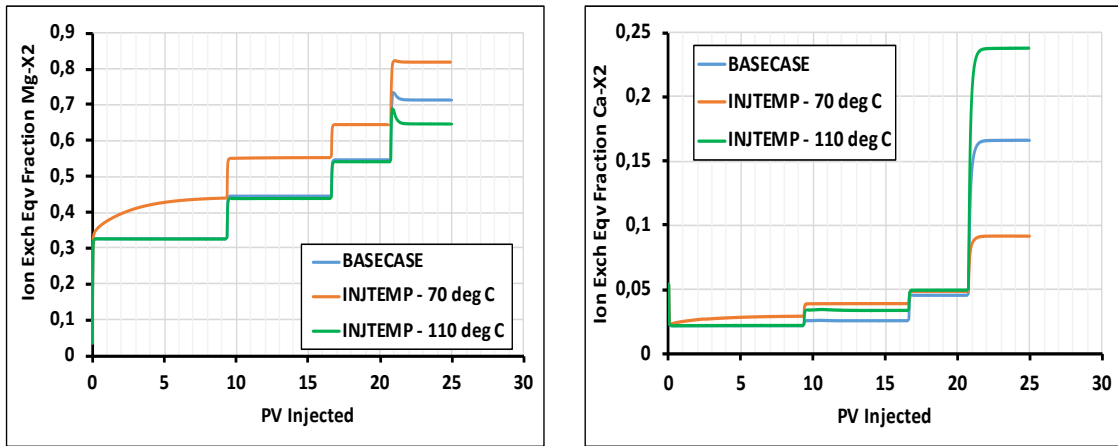 Ion Exch Eqv Fraction Mg-X2
0,9
0,8
0,7
0,6
0,5
0,4
0,3
0,2
0,1
0
BASECASE
INJTEMP - 70 deg C
INJTEMP - 110 deg C
0 5 10 15 20 25 30
PV Injected
Ion Exch Eqv Fraction Ca-X2
0,25
0,2
0,15
0,1
0,05
0
BASECASE
INJTEMP - 70 deg C
INJTEMP - 110 deg C
0 5 10 15 20 25 30
PV Injected